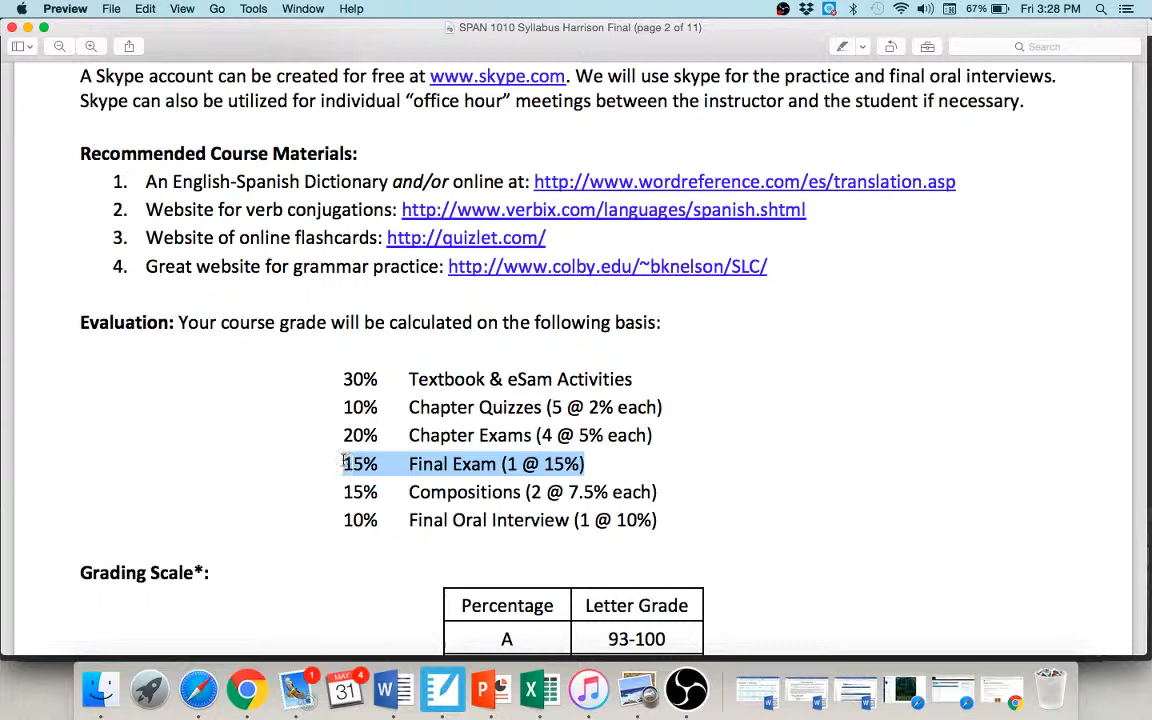 Preview File Edit View Go Tools Window Help 67% Fri 3:28 PM
SPAN 1010 Syllabus Harrison Final (page 2 of 11)
Search
A Skype account can be created for free at www.skype.com. We will use skype for the practice and final oral interviews.
Skype can also be utilized for individual “office hour” meetings between the instructor and the student if necessary.
Recommended Course Materials:
1. An English-Spanish Dictionary and/or online at: http://www.wordreference.com/es/translation.asp
2. Website for verb conjugations: http://www.verbix.com/languages/spanish.shtml
3. Website of online flashcards: http://quizlet.com/
4. Great website for grammar practice: http://www.colby.edu/~bknelson/SLC/
Evaluation: Your course grade will be calculated on the following basis:
30% Textbook & eSam Activities
10% Chapter Quizzes (5 @ 2% each)
20% Chapter Exams (4 @ 5% each)
15% Final Exam (1 @ 15%)
15% Compositions (2 @ 7.5% each)
10% Final Oral Interview (1 @ 10%)
Grading Scale*:
Percentage Letter Grade
A 93-100
1
MAY 4
31
W P X